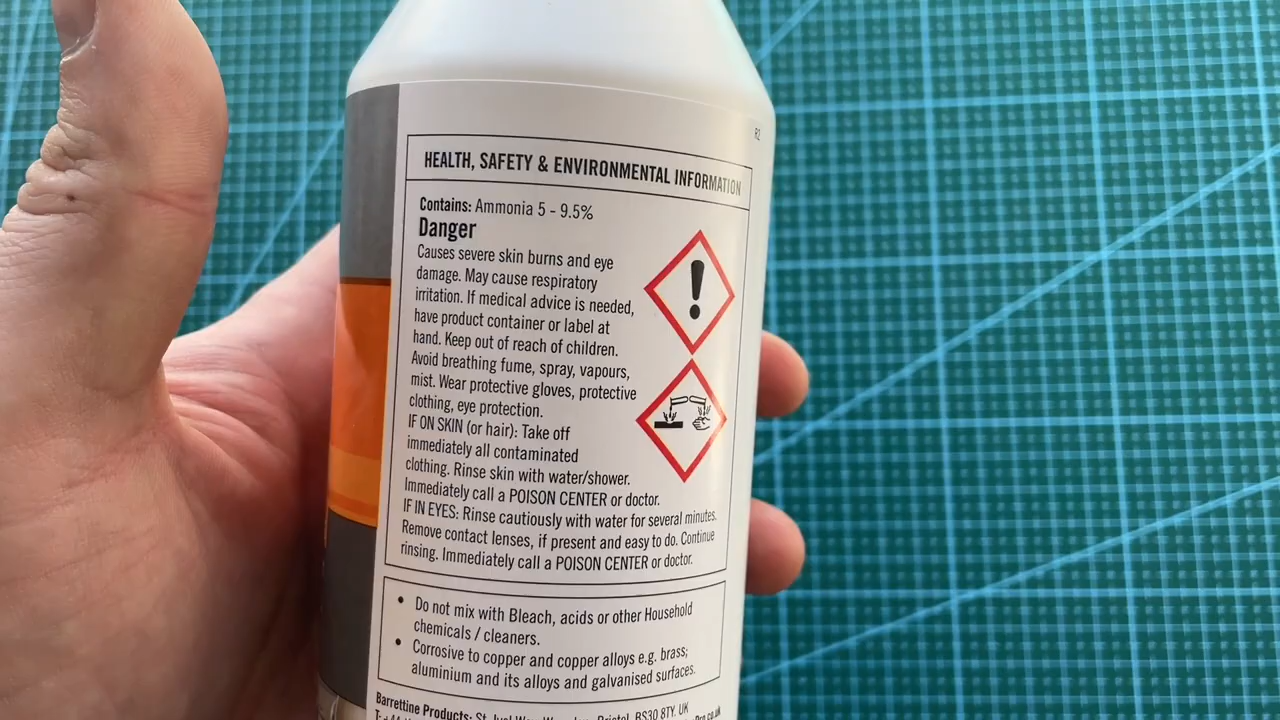 R2
HEALTH, SAFETY & ENVIRONMENTAL INFORMATION
Contains: Ammonia 5 - 9.5%
Danger
Causes severe skin burns and eye
damage. May cause respiratory
irritation. If medical advice is needed,
have product container or label at
hand. Keep out of reach of children.
Avoid breathing fume, spray, vapours,
mist. Wear protective gloves, protective
clothing, eye protection.
IF ON SKIN (or hair): Take off
immediately all contaminated
clothing. Rinse skin with water/shower.
Immediately call a POISON CENTER or doctor.
IF IN EYES: Rinse cautiously with water for several minutes.
Remove contact lenses, if present and easy to do. Continue
rinsing. Immediately call a POISON CENTER or doctor.
• Do not mix with Bleach, acids or other Household
chemicals / cleaners.
• Corrosive to copper and copper alloys e.g. brass;
aluminium and its alloys and galvanised surfaces.
Barrettine Products: Bristol, BS30 8TY. UK